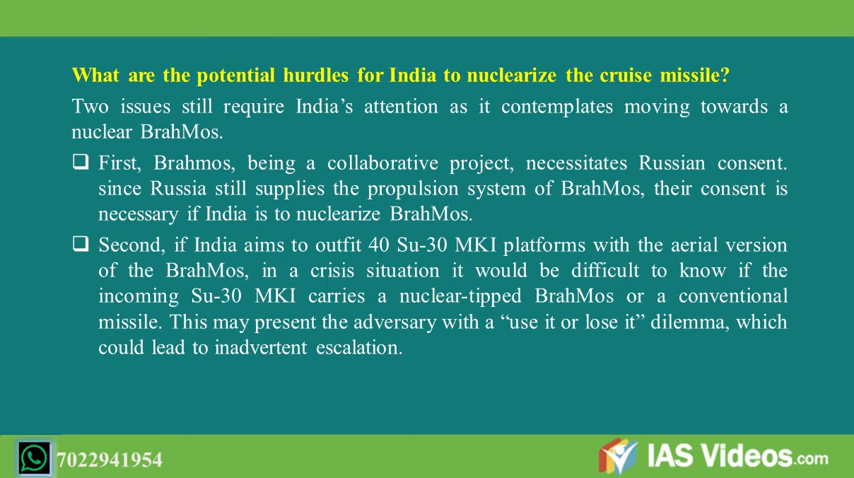 What are the potential hurdles for India to nuclearize the cruise missile?
Two issues still require India’s attention as it contemplates moving towards a
nuclear BrahMos.
First, Brahmos, being a collaborative project, necessitates Russian consent.
since Russia still supplies the propulsion system of BrahMos, their consent is
necessary if India is to nuclearize BrahMos.
Second, if India aims to outfit 40 Su-30 MKI platforms with the aerial version
of the BrahMos, in a crisis situation it would be difficult to know if the
incoming Su-30 MKI carries a nuclear-tipped BrahMos or a conventional
missile. This may present the adversary with a “use it or lose it” dilemma, which
could lead to inadvertent escalation.
7022941954
IAS Videos.com